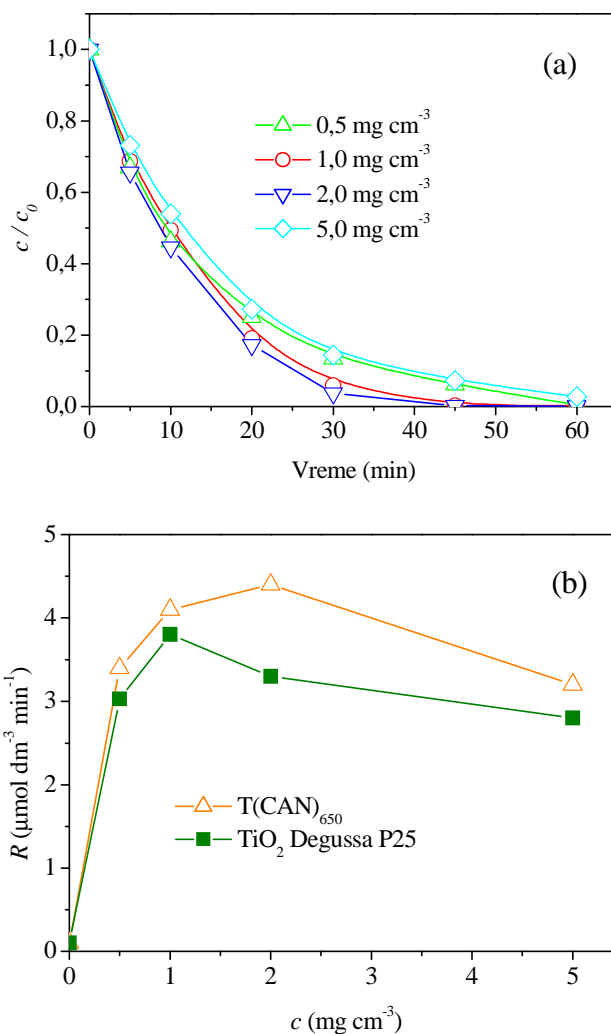 (a)
1,0
0,8
0,6
0,4
0,2
0,0
c / c0
0,5 mg cm-3
1,0 mg cm-3
2,0 mg cm-3
5,0 mg cm-3
0 10 20 30 40 50 60
Vreme (min)
(b)
5
4
3
2
1
0
R (μmol dm-3 min-1)
T(CAN)650
TiO2 Degussa P25
0 1 2 3 4 5
c (mg cm-3)